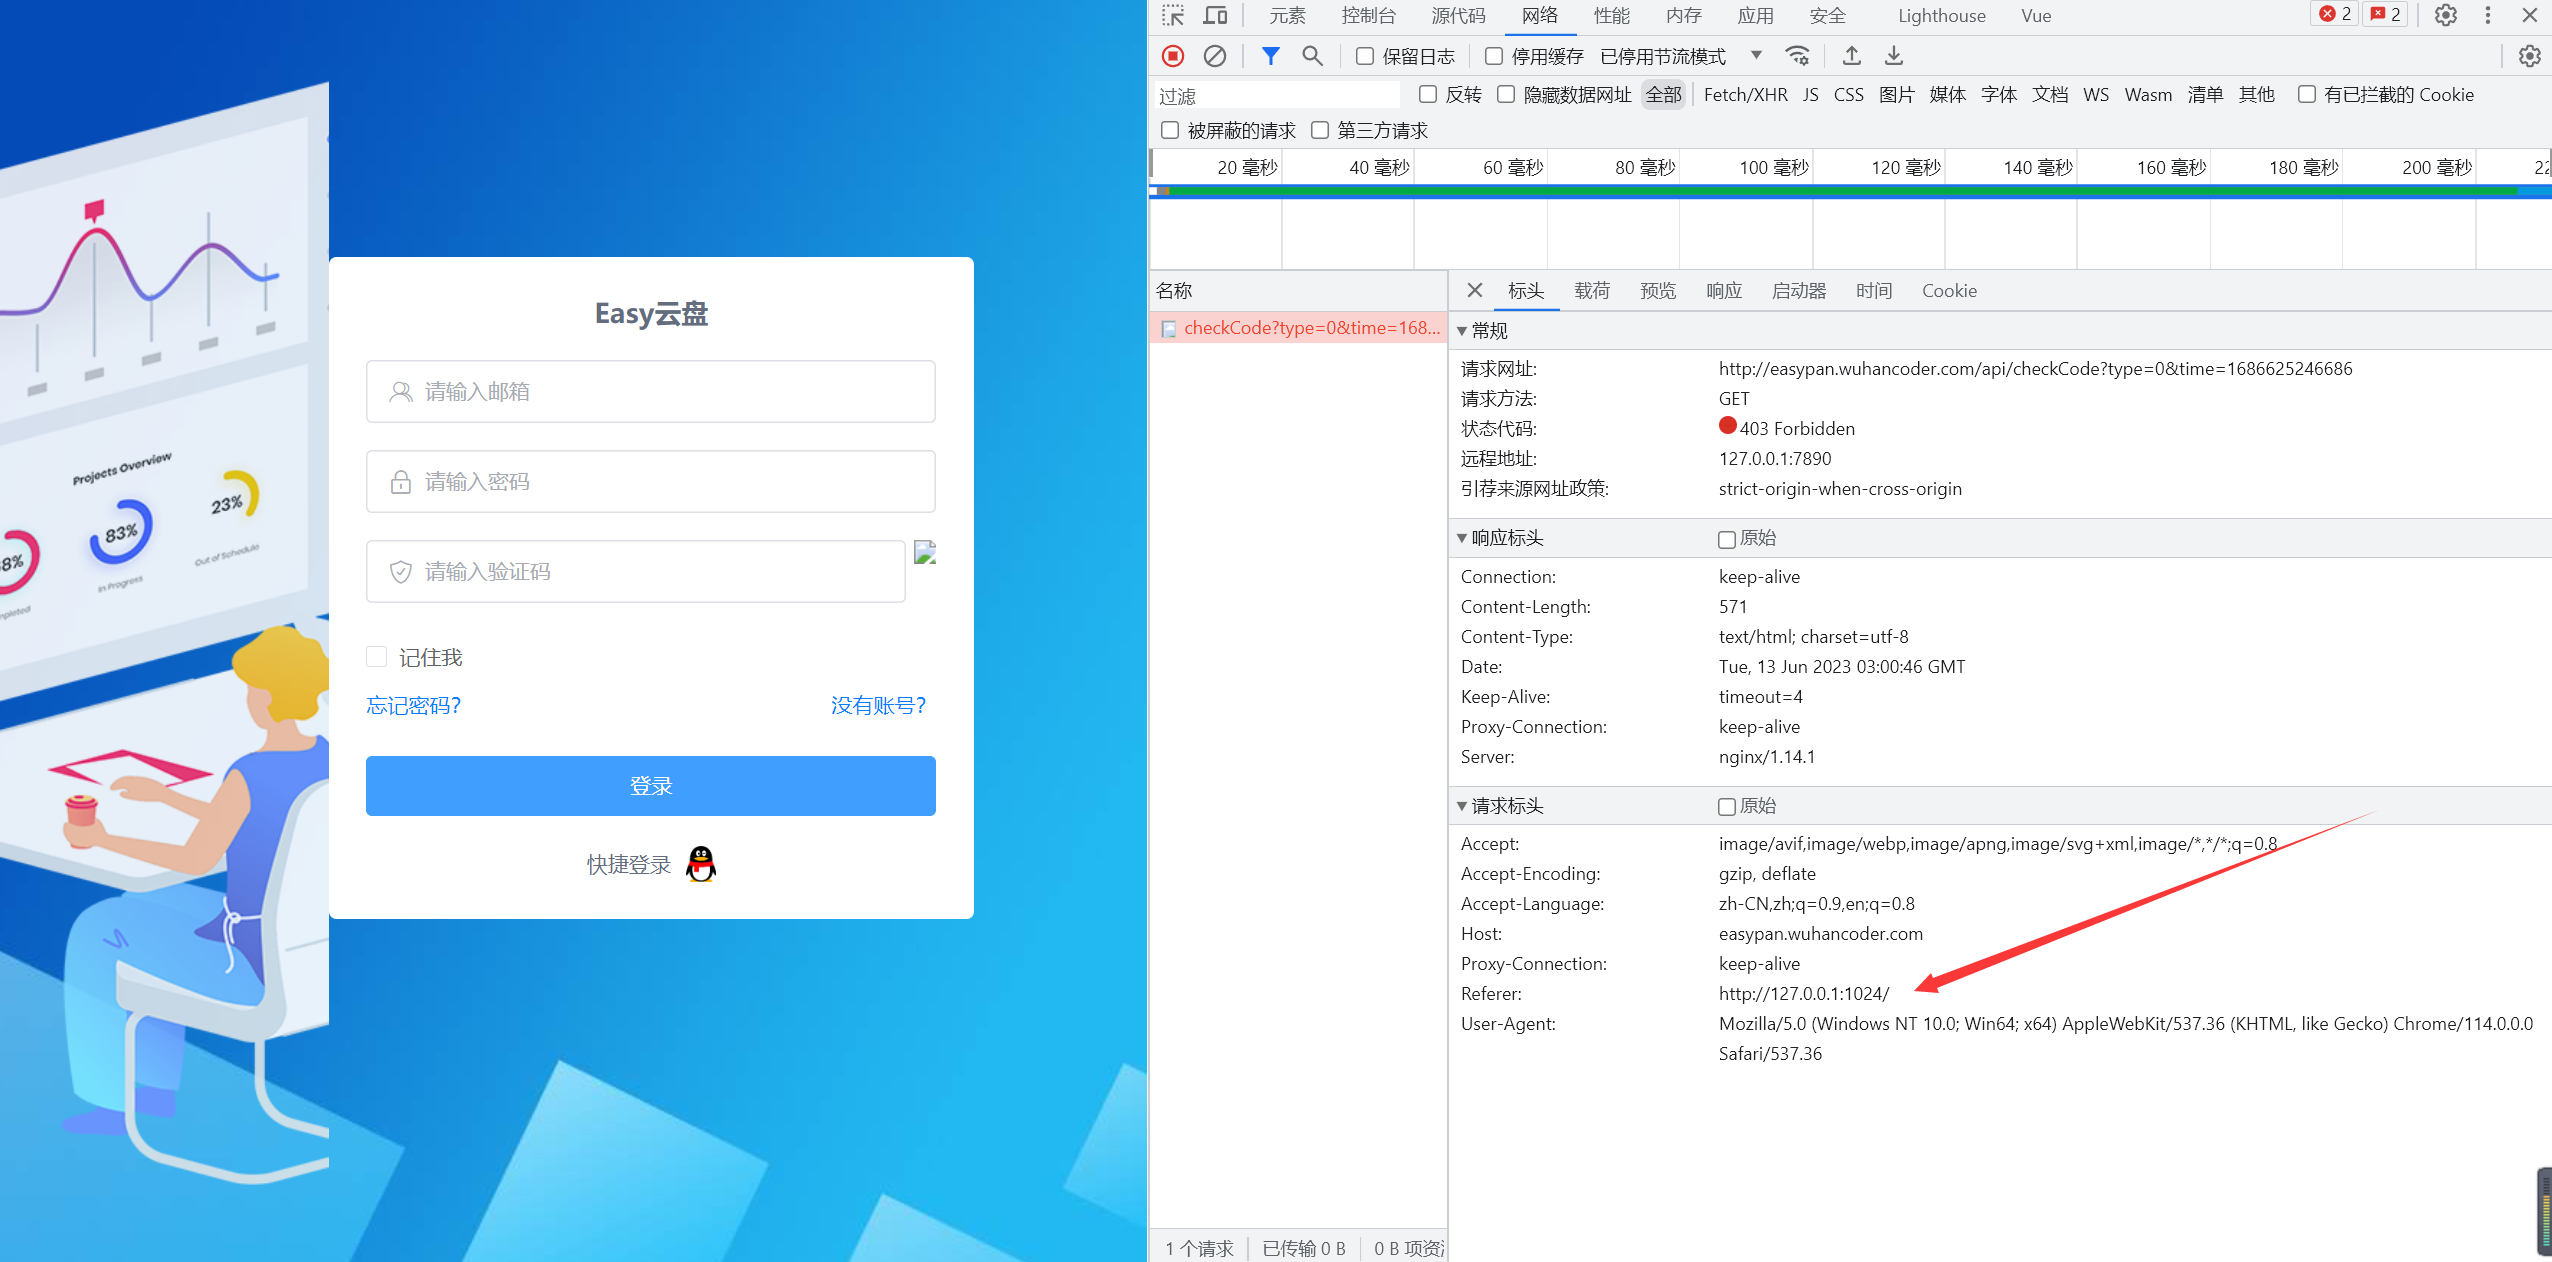 Projects Overview
83%
In Progress
23%
Out of Schedule
8%
mpleted
Easy云盘
请输入邮箱
请输入密码
请输入验证码
记住我
忘记密码?
没有账号?
登录
快捷登录
元素 控制台 源代码 网络 性能 内存 应用 安全 Lighthouse Vue 2 2
保留日志 停用缓存 已停用节流模式
过滤 反转 隐藏数据网址 全部 Fetch/XHR JS CSS 图片 媒体 字体 文档 WS Wasm 清单 其他 有已拦截的 Cookie
被屏蔽的请求 第三方请求
20 毫秒 40 毫秒 60 毫秒 80 毫秒 100 毫秒 120 毫秒 140 毫秒 160 毫秒 180 毫秒 200 毫秒 22
名称
checkCode?type=0&time=168...
标头 载荷 预览 响应 启动器 时间 Cookie
常规
请求网址: http://easypan.wuhancoder.com/api/checkCode?type=0&time=1686625246686
请求方法: GET
状态代码: 403 Forbidden
远程地址: 127.0.0.1:7890
引荐来源网址政策: strict-origin-when-cross-origin
响应标头 原始
Connection: keep-alive
Content-Length: 571
Content-Type: text/html; charset=utf-8
Date: Tue, 13 Jun 2023 03:00:46 GMT
Keep-Alive: timeout=4
Proxy-Connection: keep-alive
Server: nginx/1.14.1
请求标头 原始
Accept: image/avif,image/webp,image/apng,image/svg+xml,image/*,*/*;q=0.8
Accept-Encoding: gzip, deflate
Accept-Language: zh-CN,zh;q=0.9,en;q=0.8
Host: easypan.wuhancoder.com
Proxy-Connection: keep-alive
Referer: http://127.0.0.1:1024/
User-Agent: Mozilla/5.0 (Windows NT 10.0; Win64; x64) AppleWebKit/537.36 (KHTML, like Gecko) Chrome/114.0.0.0
Safari/537.36
1 个请求 已传输 0 B 0 B 项资